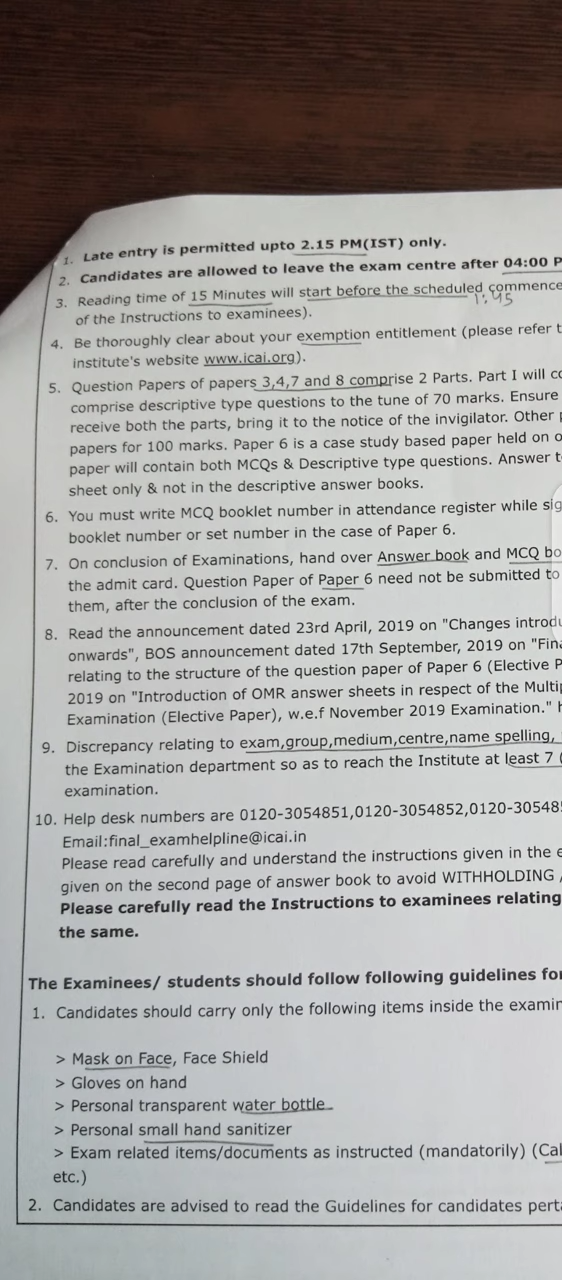 1. Late entry is permitted upto 2.15 PM(IST) only.
2. Candidates are allowed to leave the exam centre after 04:00 P
3. Reading time of 15 Minutes will start before the scheduled commence
1:45
of the Instructions to examinees).
4. Be thoroughly clear about your exemption entitlement (please refer t
institute's website www.icai.org).
5. Question Papers of papers 3,4,7 and 8 comprise 2 Parts. Part I will co
comprise descriptive type questions to the tune of 70 marks. Ensure
receive both the parts, bring it to the notice of the invigilator. Other
papers for 100 marks. Paper 6 is a case study based paper held on o
paper will contain both MCQs & Descriptive type questions. Answer t
sheet only & not in the descriptive answer books.
6. You must write MCQ booklet number in attendance register while sig
booklet number or set number in the case of Paper 6.
7. On conclusion of Examinations, hand over Answer book and MCQ bo
the admit card. Question Paper of Paper 6 need not be submitted to
them, after the conclusion of the exam.
8. Read the announcement dated 23rd April, 2019 on "Changes introdu
onwards", BOS announcement dated 17th September, 2019 on "Fina
relating to the structure of the question paper of Paper 6 (Elective P
2019 on "Introduction of OMR answer sheets in respect of the Multip
Examination (Elective Paper), w.e.f November 2019 Examination." h
9. Discrepancy relating to exam,group,medium,centre,name spelling,
the Examination department so as to reach the Institute at least 7 (
examination.
10. Help desk numbers are 0120-3054851,0120-3054852,0120-305485
Email:final_examhelpline@icai.in
Please read carefully and understand the instructions given in the e
given on the second page of answer book to avoid WITHHOLDING /
Please carefully read the Instructions to examinees relating
the same.
The Examinees/ students should follow following guidelines for
1. Candidates should carry only the following items inside the examin
> Mask on Face, Face Shield
> Gloves on hand
> Personal transparent water bottle
> Personal small hand sanitizer
> Exam related items/documents as instructed (mandatorily) (Cal
etc.)
2. Candidates are advised to read the Guidelines for candidates perta